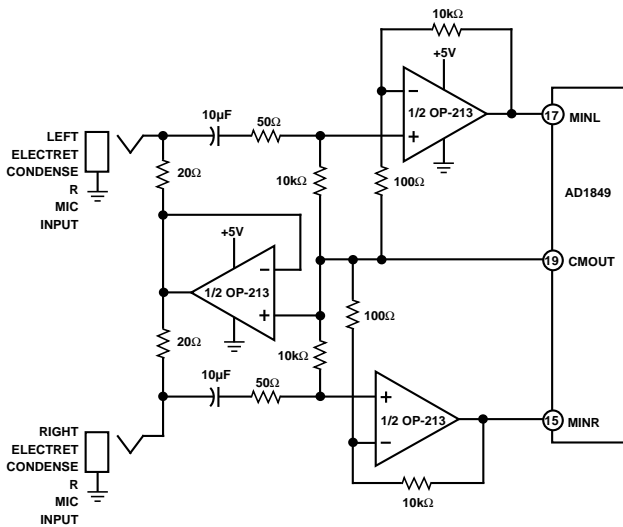 10kΩ
+5V
10µF
50Ω
1/2 OP-213
17
MINL
LEFT
ELECTRET
CONDENSE
R
MIC
INPUT
20Ω
10kΩ
100Ω
AD1849
+5V
19
CMOUT
1/2 OP-213
100Ω
20Ω
10kΩ
10µF
50Ω
1/2 OP-213
15
MINR
RIGHT
ELECTRET
CONDENSE
R
MIC
INPUT
10kΩ